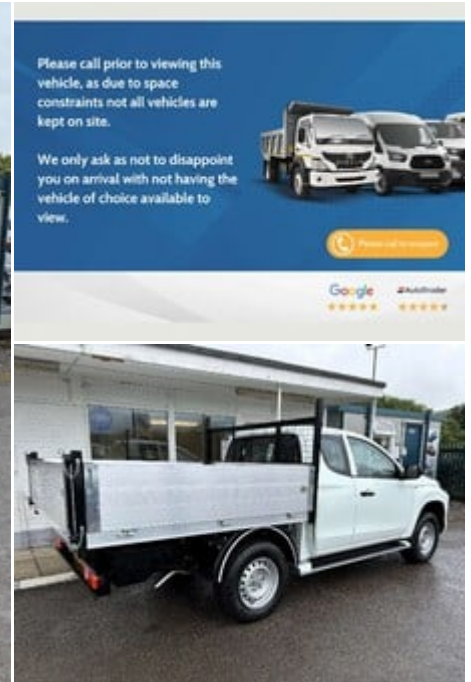 Please call prior to viewing this
vehicle, as due to space
constraints not all vehicles are
kept on site.
We only ask as not to disappoint
you on arrival with not having the
vehicle of choice available to
view.
Please call to enquire
Google
AutoTrader